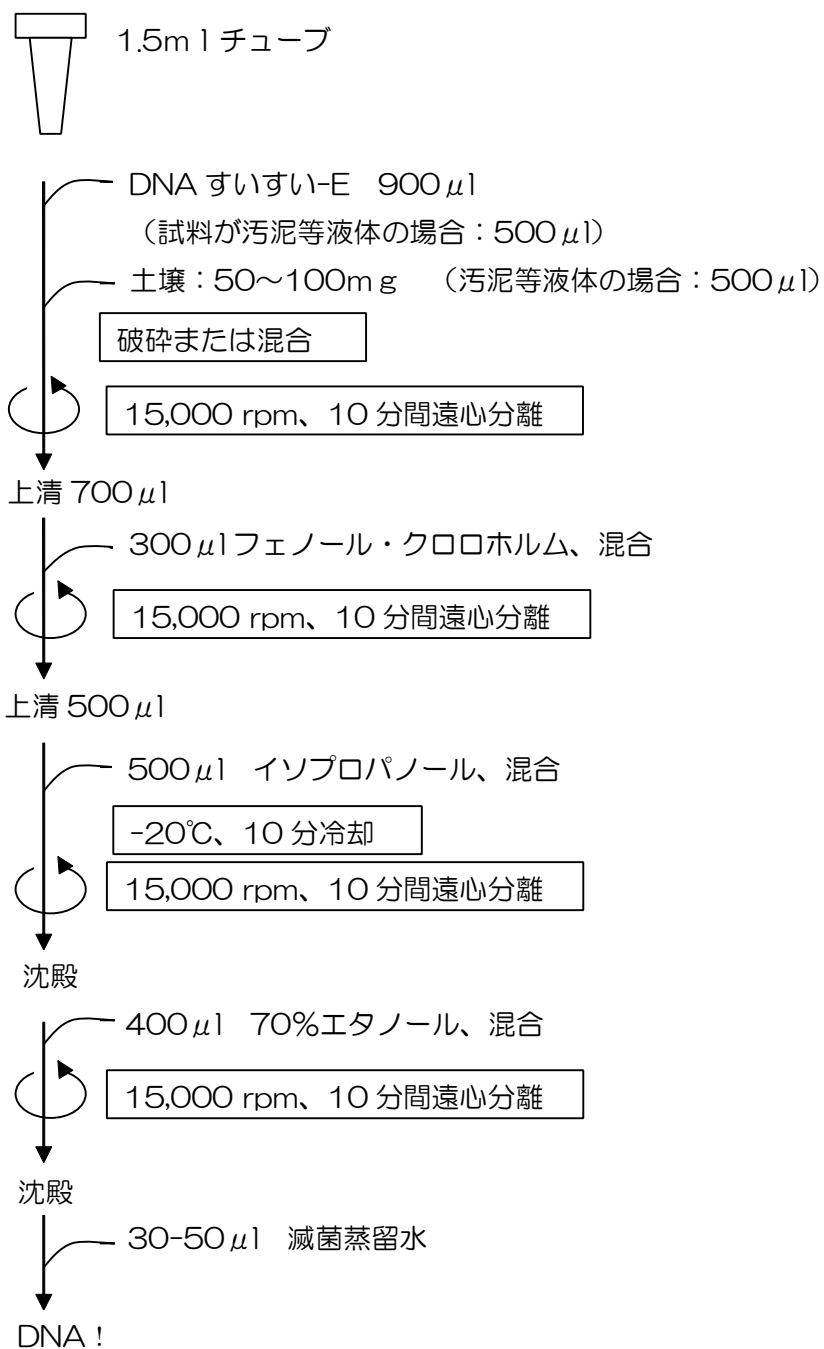 1.5mlチューブ
DNA すいすい-E 900μl
（試料が汚泥等液体の場合：500μl）
土壌：50～100mg （汚泥等液体の場合：500μl）
破砕または混合
15,000 rpm、10 分間遠心分離
上清 700μl
300μlフェノール・クロロホルム、混合
15,000 rpm、10 分間遠心分離
上清 500μl
500μl イソプロパノール、混合
-20℃、10 分冷却
15,000 rpm、10 分間遠心分離
沈殿
400μl 70%エタノール、混合
15,000 rpm、10 分間遠心分離
沈殿
30-50μl 滅菌蒸留水
DNA！